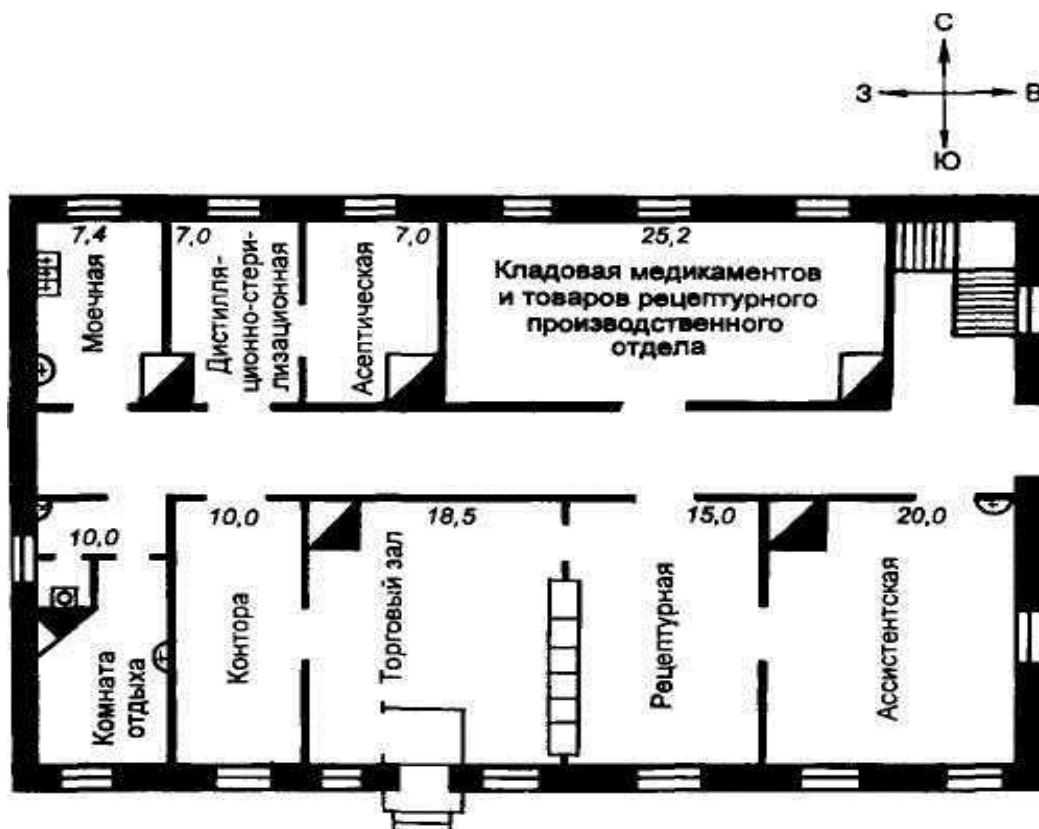 С
З В
Ю
7,4
Моечная
7,0
Дистилля-
ционно-стери-
лизационная
7,0
Асептическая
25,2
Кладовая медикаментов
и товаров рецептурного
производственного
отдела
10,0
Комната
отдыха
10,0
Контора
18,5
Торговый зал
15,0
Рецептурная
20,0
Ассистентская